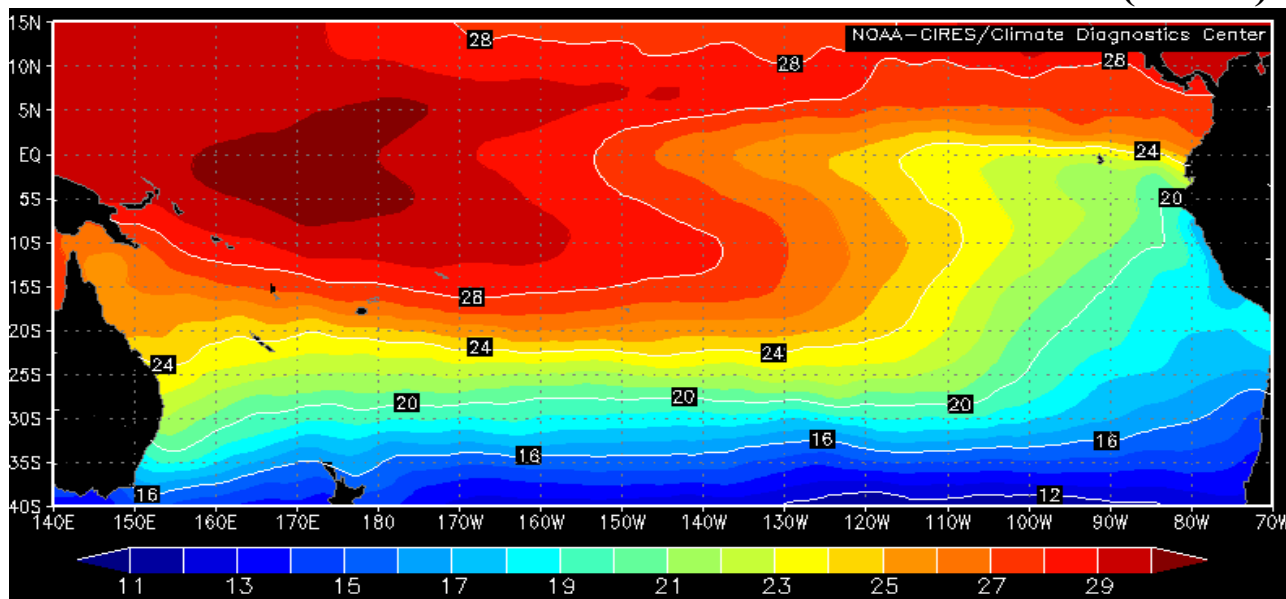 15N 28 NOAA-CIRES/Climate Diagnostics Center
10N 28 28
5N
EQ 24
5S 20
10S
15S 28
20S
24 24 24
25S
30S 20 20 20
35S 16 16 16
16 12
40S
140E 150E 160E 170E 180 170W 160W 150W 140W 130W 120W 110W 100W 90W 80W 70W
11 13 15 17 19 21 23 25 27 29